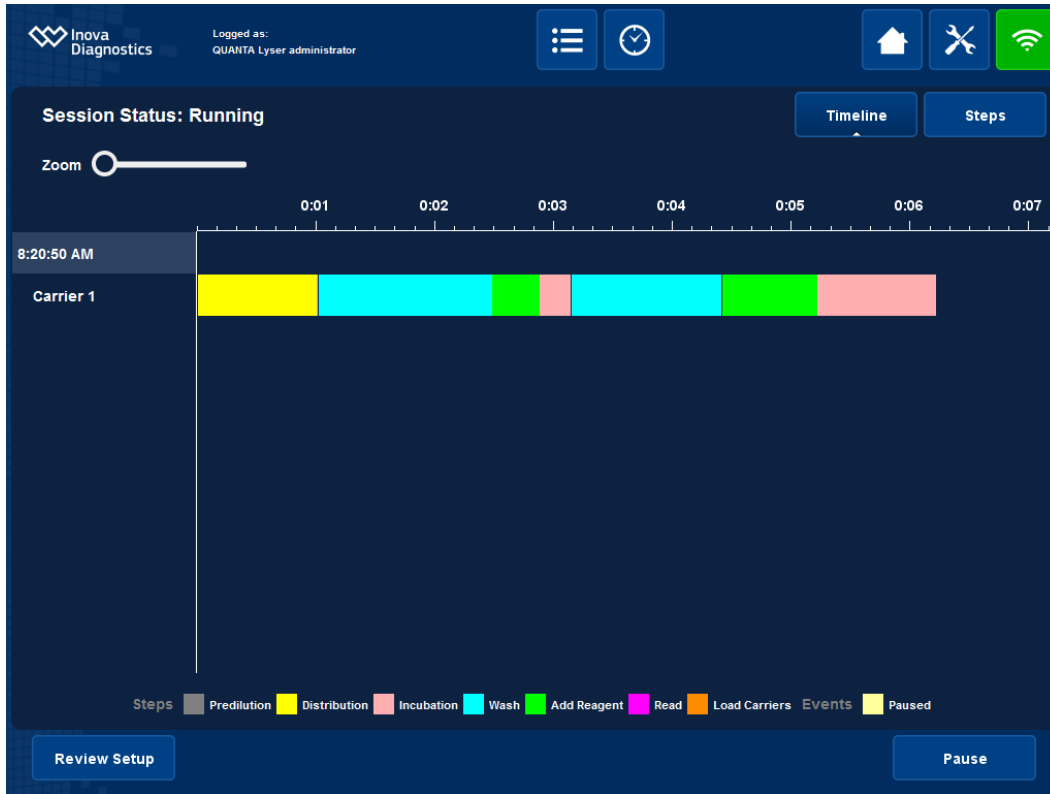 Inova
Diagnostics
Logged as:
QUANTA Lyser administrator
Session Status: Running
Timeline
Steps
Zoom
0:01 0:02 0:03 0:04 0:05 0:06 0:07
8:20:50 AM
Carrier 1
Steps Predilution Distribution Incubation Wash Add Reagent Read Load Carriers Events Paused
Review Setup
Pause